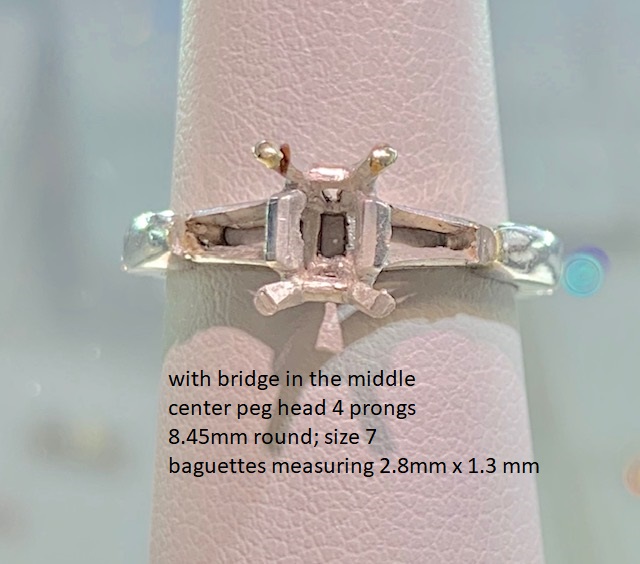 with bridge in the middle
center peg head 4 prongs
8.45mm round; size 7
baguettes measuring 2.8mm x 1.3 mm